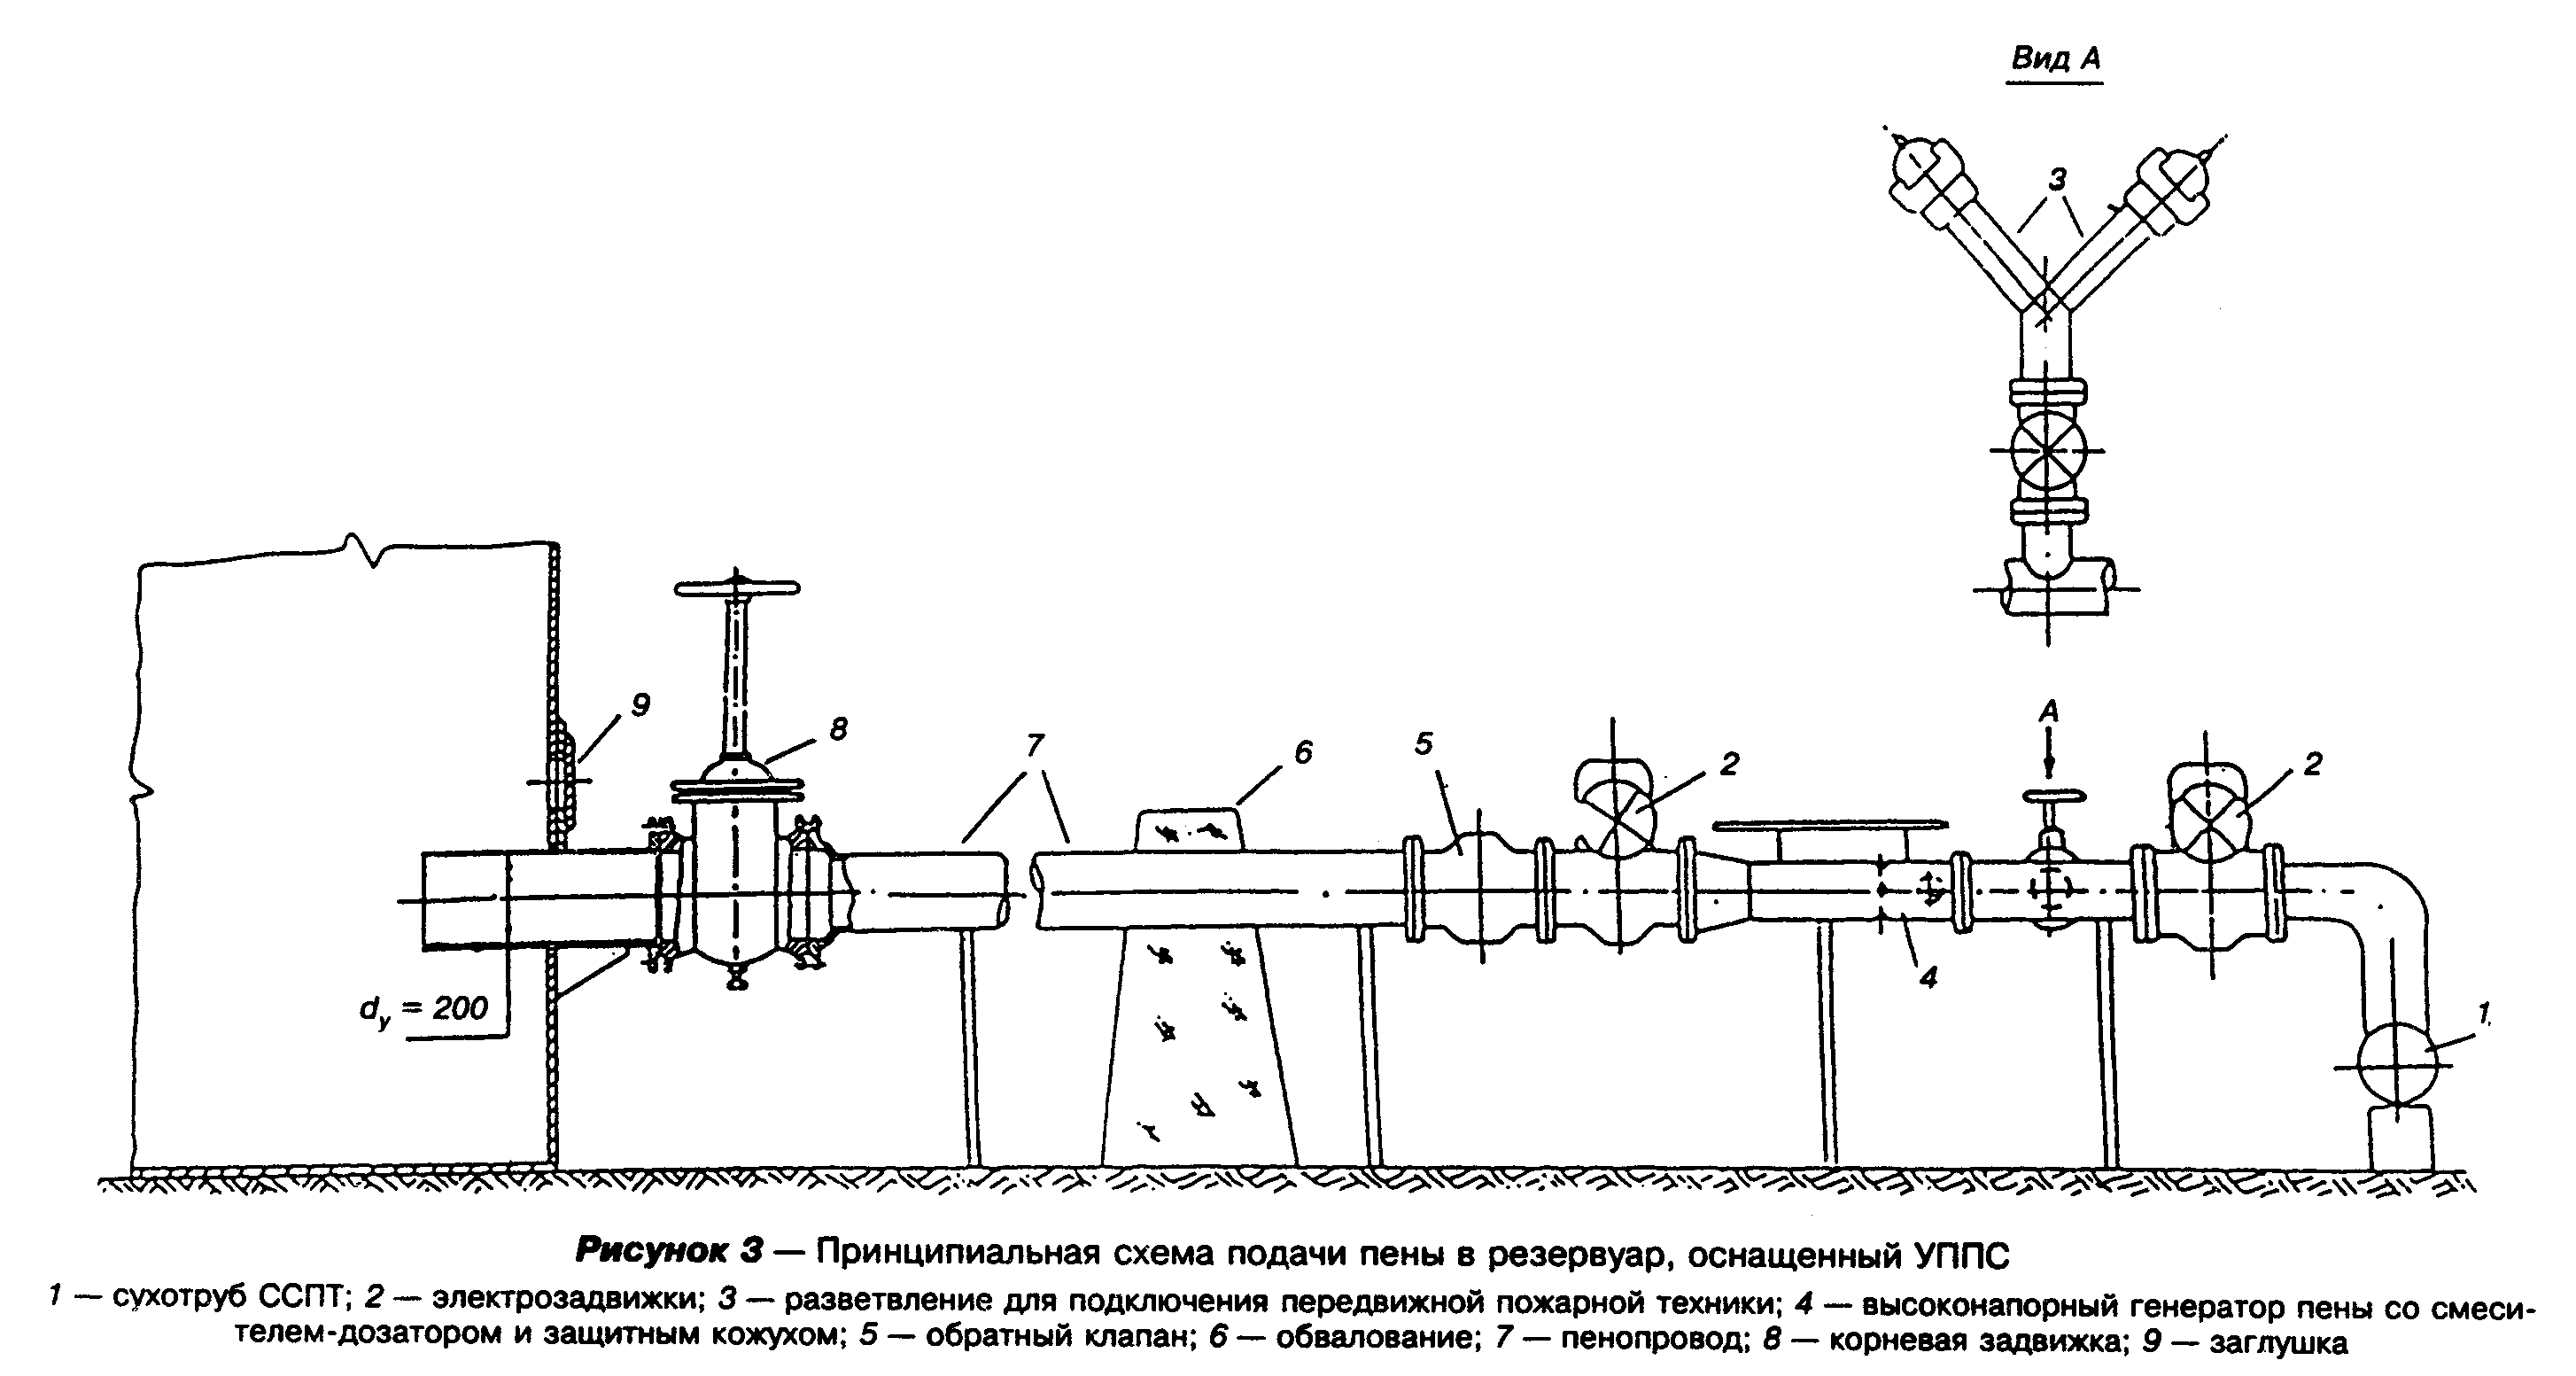 Вид А
3
9
8
7
6
5
2
А
2
4
1
dу = 200
Рисунок 3 — Принципиальная схема подачи пены в резервуар, оснащенный УППС
1 — сухотруб ССПТ; 2 — электрозадвижки; 3 — разветвление для подключения передвижной пожарной техники; 4 — высоконапорный генератор пены со смеси-
телем-дозатором и защитным кожухом; 5 — обратный клапан; 6 — обвалование; 7 — пенопровод; 8 — корневая задвижка; 9 — заглушка